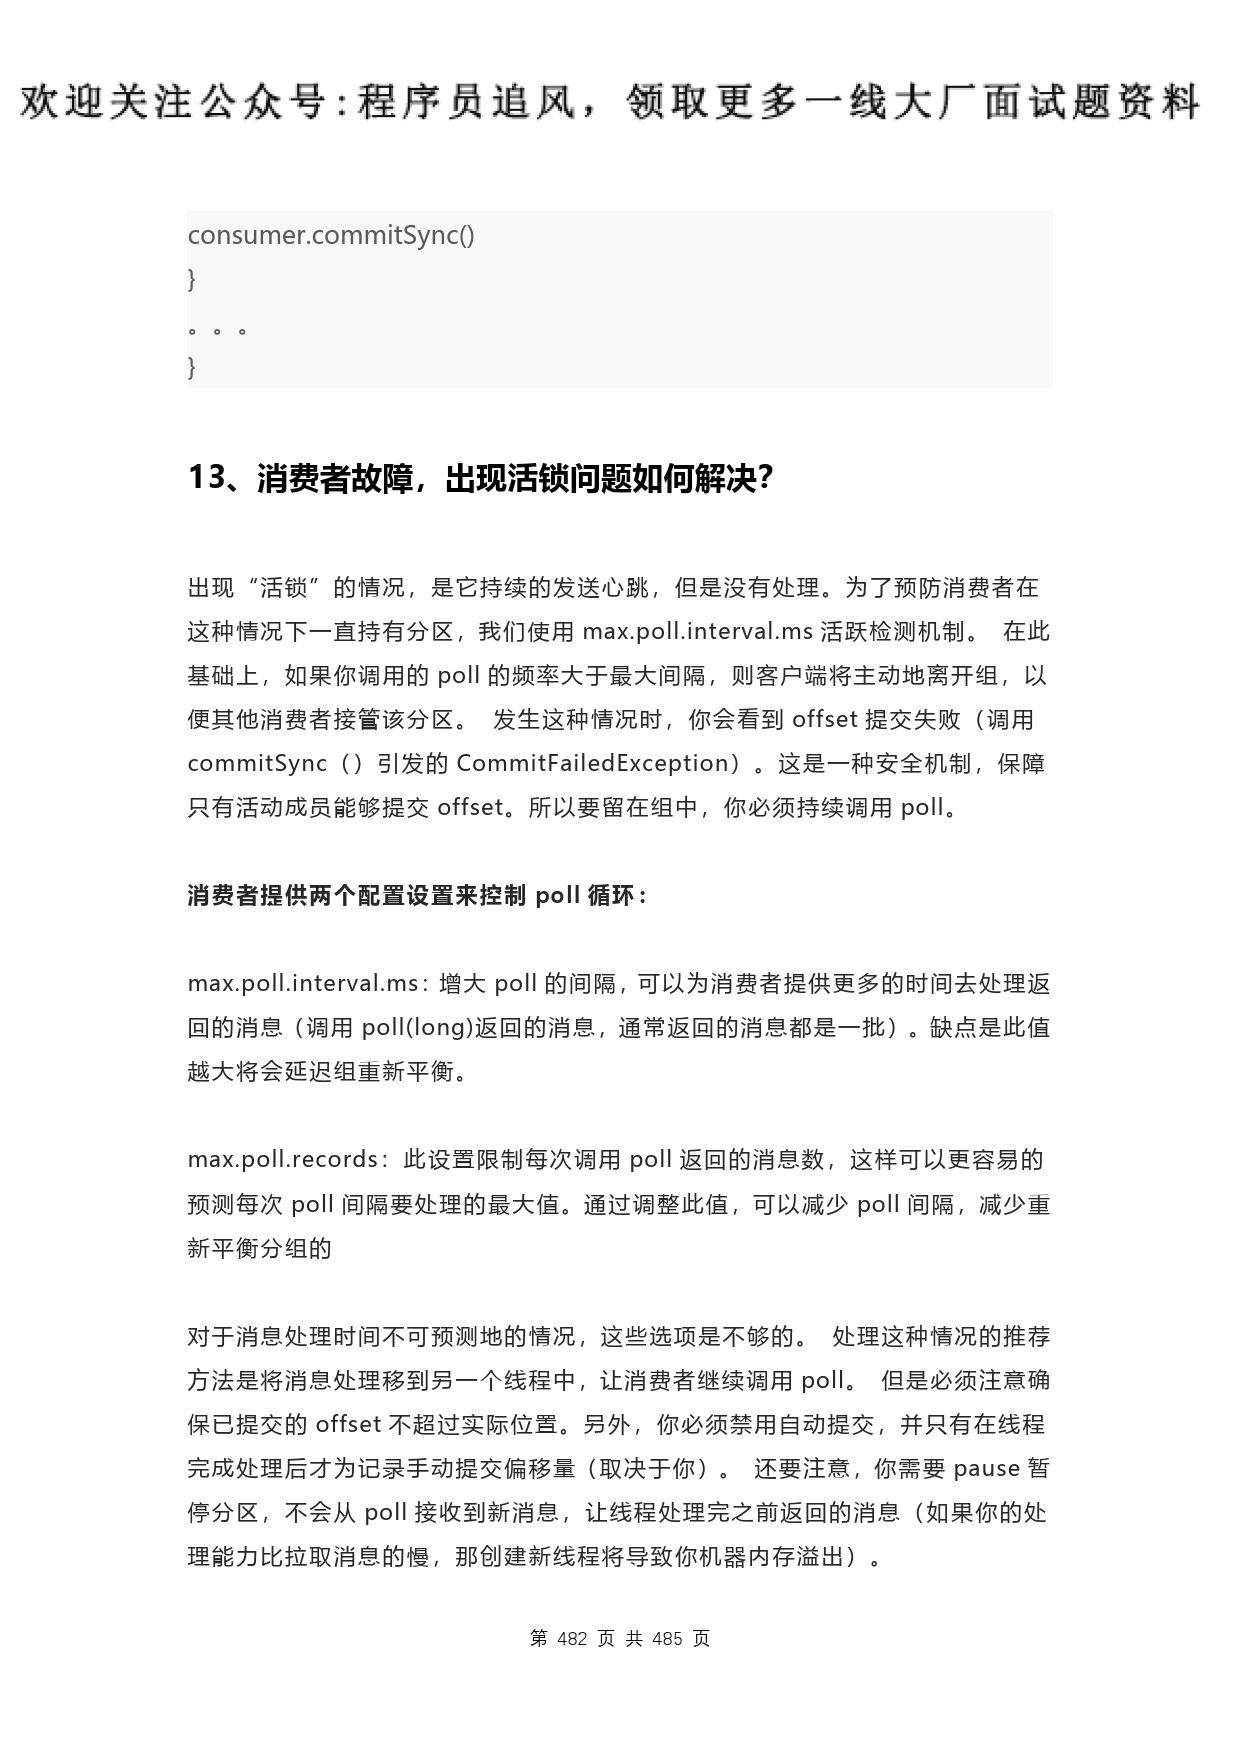 欢迎关注公众号:程序员追风，领取更多一线大厂面试题资料
consumer.commitSync()
}
。。。
}
13、消费者故障，出现活锁问题如何解决？
出现“活锁”的情况，是它持续的发送心跳，但是没有处理。为了预防消费者在
这种情况下一直持有分区，我们使用 max.poll.interval.ms 活跃检测机制。 在此
基础上，如果你调用的 poll 的频率大于最大间隔，则客户端将主动地离开组，以
便其他消费者接管该分区。 发生这种情况时，你会看到 offset 提交失败（调用
commitSync（）引发的 CommitFailedException）。这是一种安全机制，保障
只有活动成员能够提交 offset。所以要留在组中，你必须持续调用 poll。
消费者提供两个配置设置来控制 poll 循环：
max.poll.interval.ms：增大 poll 的间隔，可以为消费者提供更多的时间去处理返
回的消息（调用 poll(long)返回的消息，通常返回的消息都是一批）。缺点是此值
越大将会延迟组重新平衡。
max.poll.records：此设置限制每次调用 poll 返回的消息数，这样可以更容易的
预测每次 poll 间隔要处理的最大值。通过调整此值，可以减少 poll 间隔，减少重
新平衡分组的
对于消息处理时间不可预测地的情况，这些选项是不够的。 处理这种情况的推荐
方法是将消息处理移到另一个线程中，让消费者继续调用 poll。 但是必须注意确
保已提交的 offset 不超过实际位置。另外，你必须禁用自动提交，并只有在线程
完成处理后才为记录手动提交偏移量（取决于你）。 还要注意，你需要 pause 暂
停分区，不会从 poll 接收到新消息，让线程处理完之前返回的消息（如果你的处
理能力比拉取消息的慢，那创建新线程将导致你机器内存溢出）。
第 482 页 共 485 页